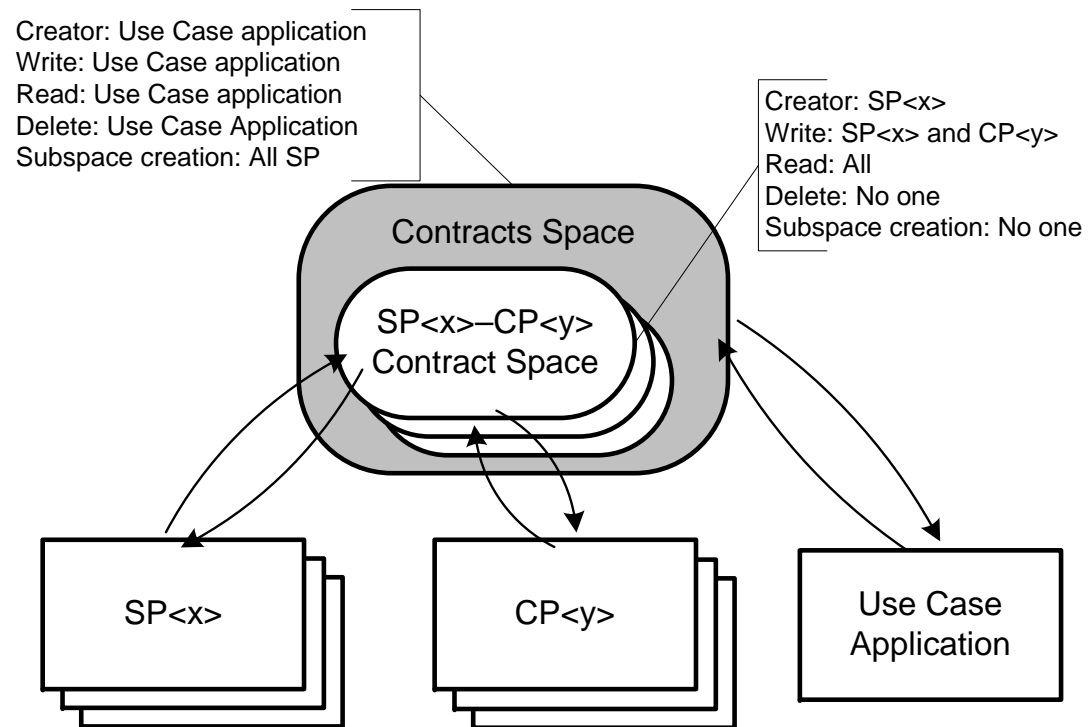 Creator: Use Case application
Write: Use Case application
Read: Use Case application
Delete: Use Case Application
Subspace creation: All SP
Creator: SP<x>
Write: SP<x> and CP<y>
Read: All
Delete: No one
Subspace creation: No one
Contracts Space
SP<x>–CP<y>
Contract Space
SP<x>
CP<y>
Use Case
Application